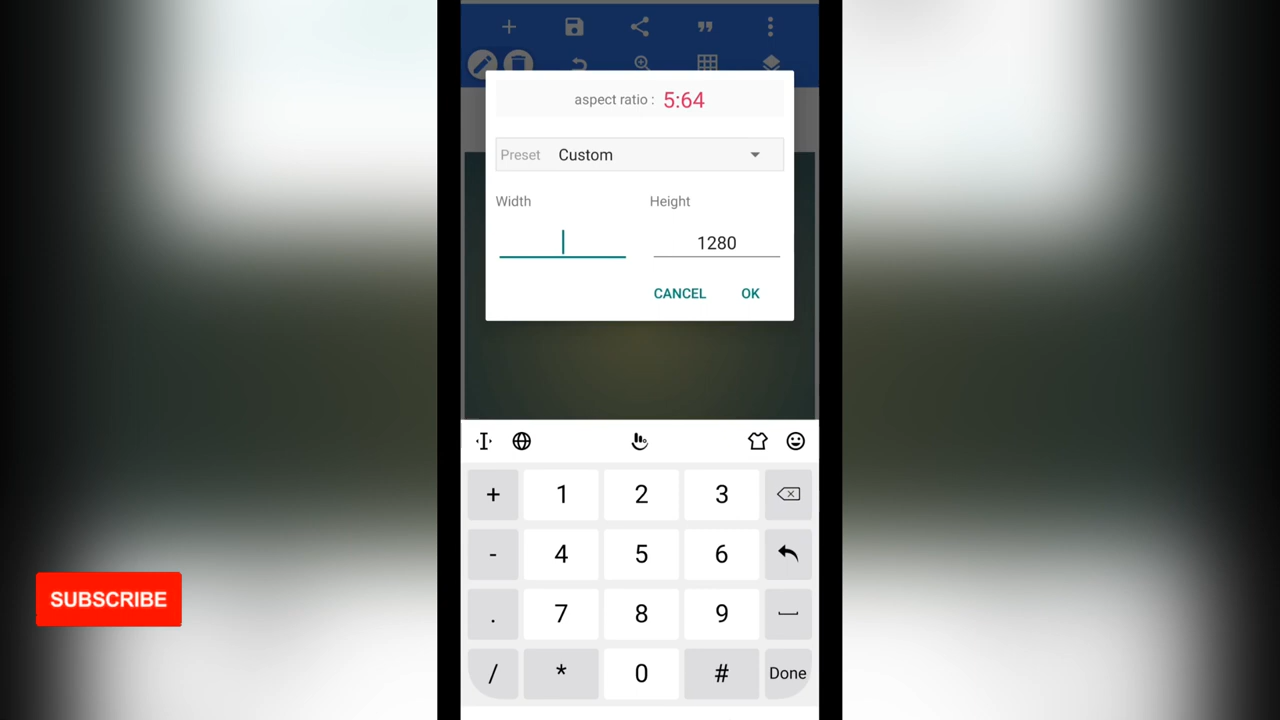 aspect ratio : 5:64
Preset Custom
Width Height
1280
CANCEL OK
+ 1 2 3
- 4 5 6
. 7 8 9
/ * 0 # Done
SUBSCRIBE